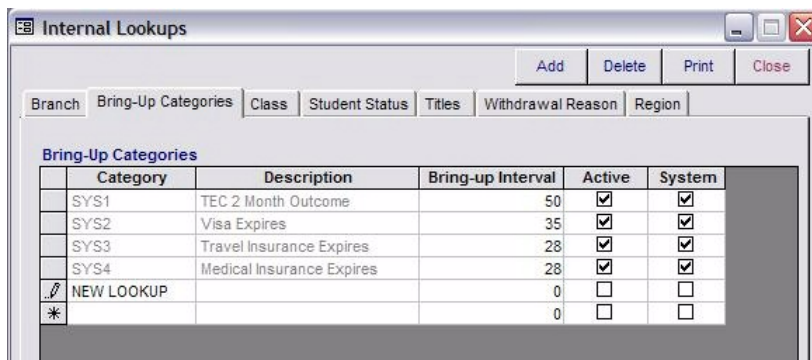 Internal Lookups
Add Delete Print Close
Branch Bring-Up Categories Class Student Status Titles Withdrawal Reason Region
Bring-Up Categories
Category Description Bring-up Interval Active System
SYS1 TEC 2 Month Outcome 50
SYS2 Visa Expires 35
SYS3 Travel Insurance Expires 28
SYS4 Medical Insurance Expires 28
NEW LOOKUP 0
0